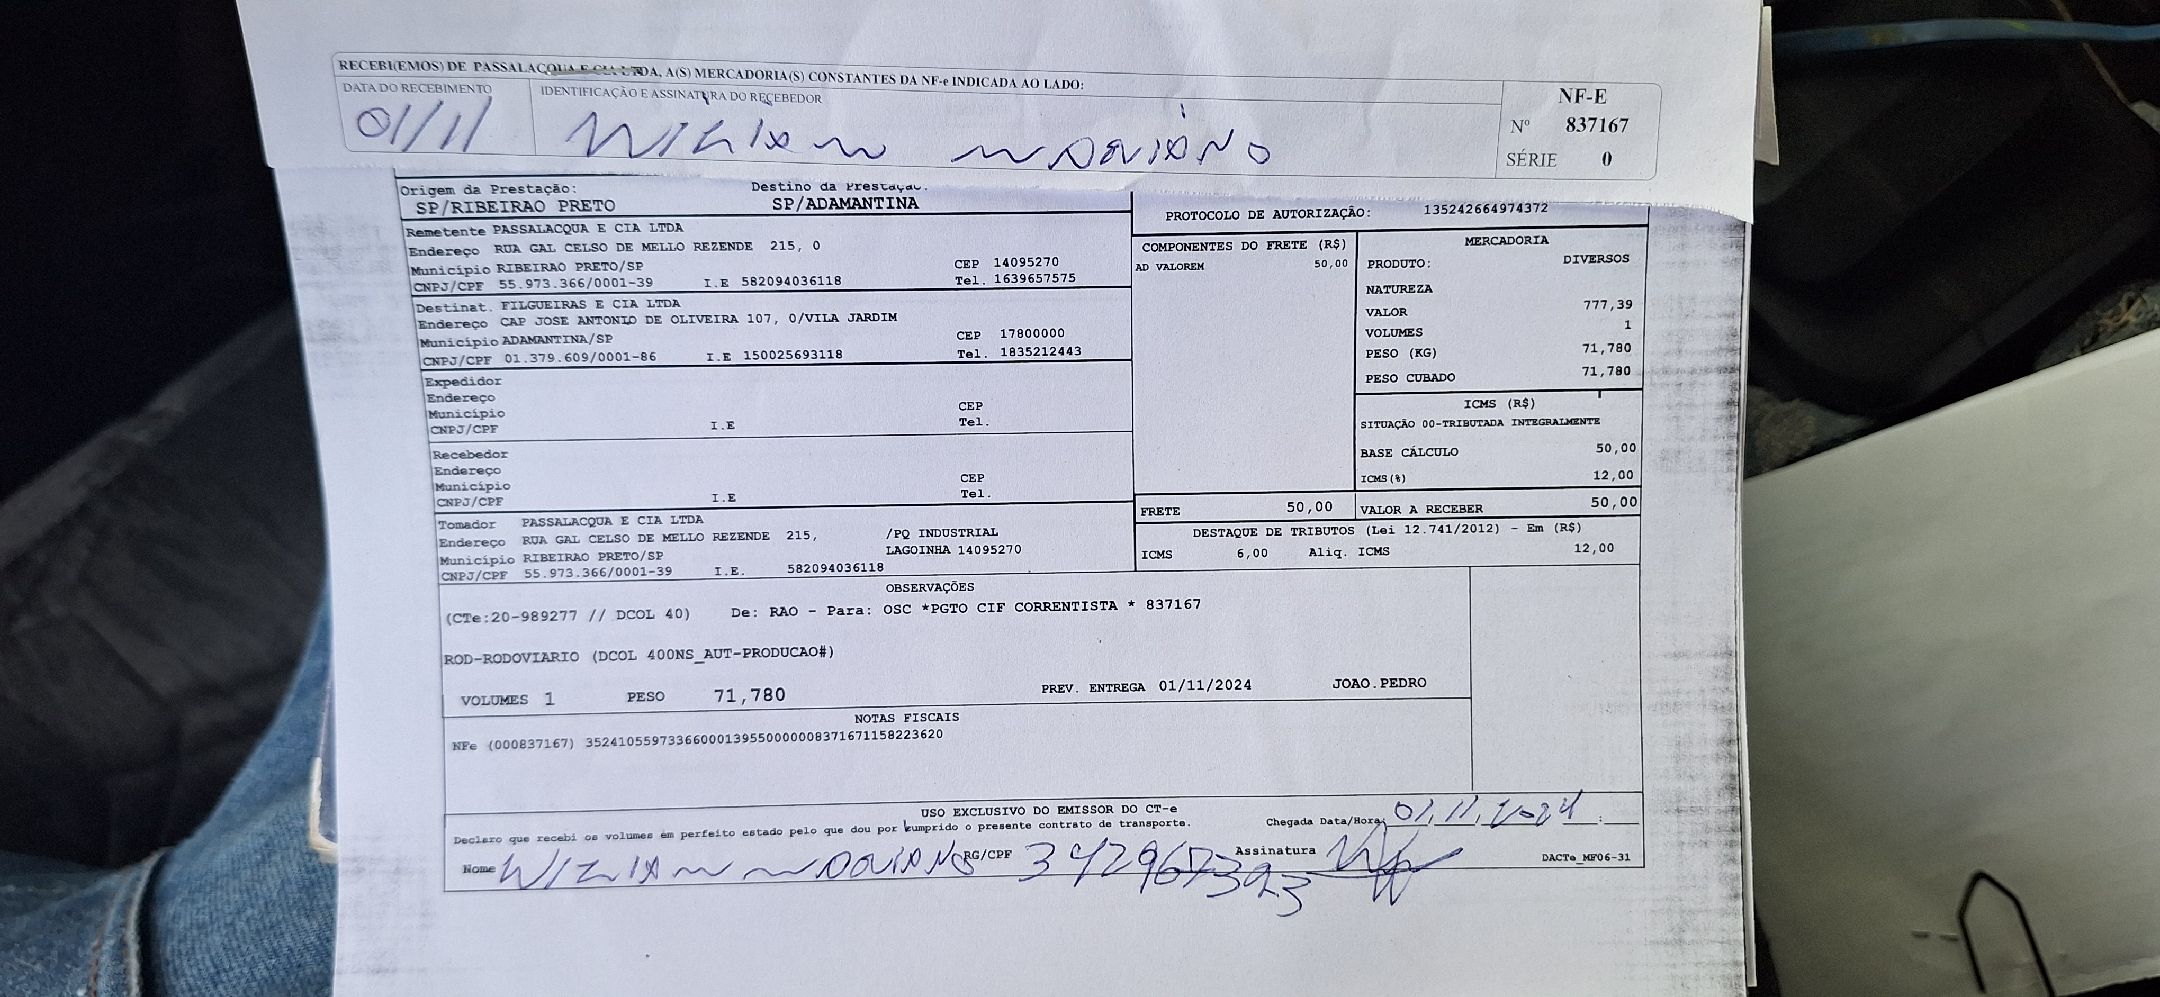 RECEBI(EMOS) DE PASSALACQUA E CIA LTDA, A(S) MERCADORIA(S) CONSTANTES DA NF-e INDICADA AO LADO:
DATA DO RECEBIMENTO
IDENTIFICAÇÃO E ASSINATURA DO RECEBEDOR
01/11
NF-E
Nº 837167
SÉRIE 0
Origem da Prestação:
SP/RIBEIRAO PRETO
Destino da Prestação:
SP/ADAMANTINA
PROTOCOLO DE AUTORIZAÇÃO: 135242664974372
Remetente PASSALACQUA E CIA LTDA
Endereço RUA GAL CELSO DE MELLO REZENDE 215, 0
Município RIBEIRAO PRETO/SP CEP 14095270
CNPJ/CPF 55.973.366/0001-39 I.E 582094036118 Tel. 1639657575
Destinat. FILGUEIRAS E CIA LTDA
Endereço CAP JOSE ANTONIO DE OLIVEIRA 107, 0/VILA JARDIM
Município ADAMANTINA/SP CEP 17800000
CNPJ/CPF 01.379.609/0001-86 I.E 150025693118 Tel. 1835212443
Expedidor
Endereço
Município CEP
CNPJ/CPF I.E Tel.
Recebedor
Endereço
Município CEP
CNPJ/CPF I.E Tel.
Tomador PASSALACQUA E CIA LTDA
Endereço RUA GAL CELSO DE MELLO REZENDE 215, /PQ INDUSTRIAL
Município RIBEIRAO PRETO/SP LAGOINHA 14095270
CNPJ/CPF 55.973.366/0001-39 I.E. 582094036118
COMPONENTES DO FRETE (R$)
AD VALOREM 50,00
MERCADORIA
PRODUTO: DIVERSOS
NATUREZA
VALOR 777,39
VOLUMES 1
PESO (KG) 71,780
PESO CUBADO 71,780
ICMS (R$)
SITUAÇÃO 00-TRIBUTADA INTEGRALMENTE
BASE CÁLCULO 50,00
ICMS(%) 12,00
FRETE 50,00 VALOR A RECEBER 50,00
DESTAQUE DE TRIBUTOS (Lei 12.741/2012) - Em (R$)
ICMS 6,00 Aliq. ICMS 12,00
OBSERVAÇÕES
(CTe:20-989277 // DCOL 40) De: RAO - Para: OSC *PGTO CIF CORRENTISTA * 837167
ROD-RODOVIARIO (DCOL 400NS_AUT-PRODUCAO#)
VOLUMES 1 PESO 71,780 PREV. ENTREGA 01/11/2024 JOAO.PEDRO
NOTAS FISCAIS
NFe (000837167) 35241055973366000139550000008371671158223620
USO EXCLUSIVO DO EMISSOR DO CT-e
Declaro que recebi os volumes em perfeito estado pelo que dou por cumprido o presente contrato de transporte.
Chegada Data/Hora: 01/11/2024 :
Nome RG/CPF Assinatura
DACTe_MF06-31